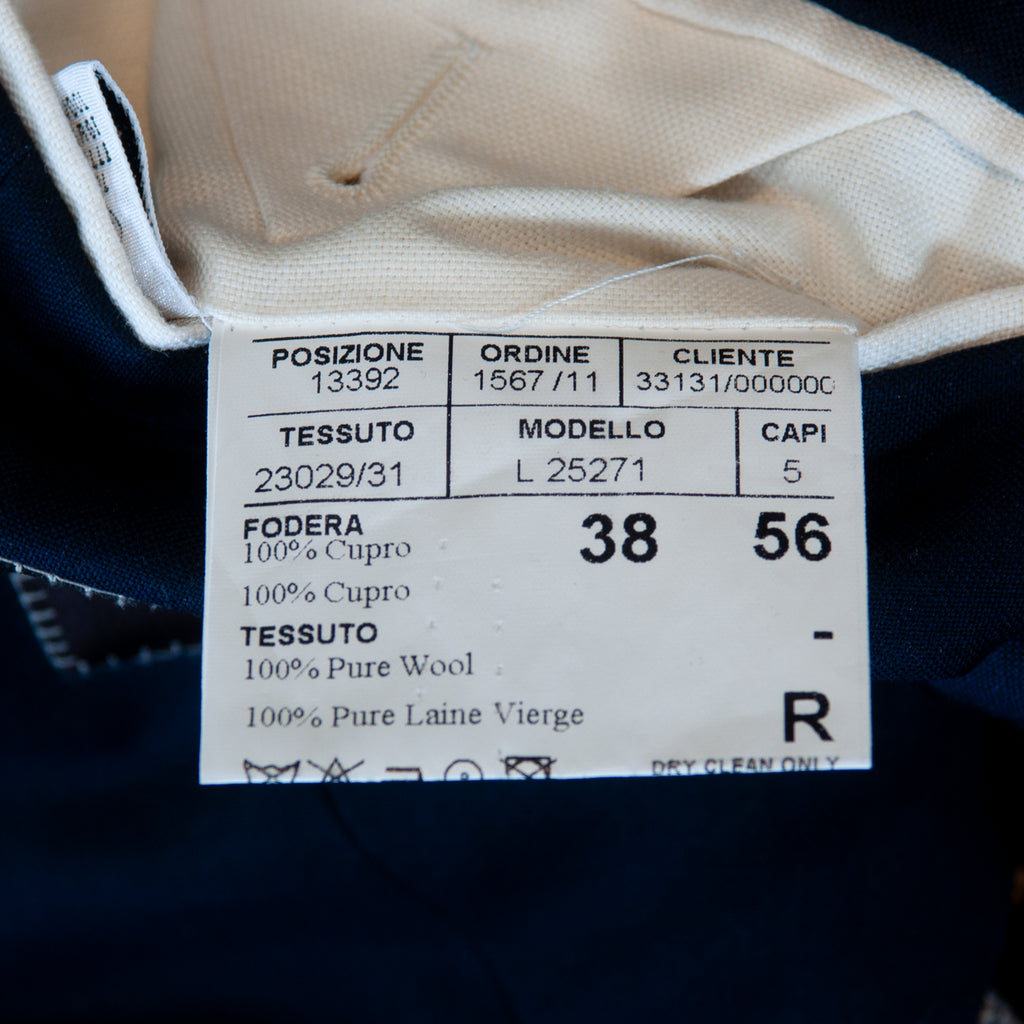 POSIZIONE ORDINE CLIENTE
13392 1567 /11 33131/000000
TESSUTO MODELLO CAPI
23029/31 L 25271 5
FODERA 38 56
100% Cupro
100% Cupro
TESSUTO -
100% Pure Wool
100% Pure Laine Vierge R
DRY CLEAN ONLY